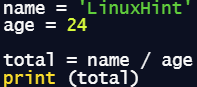 name = 'LinuxHint'
age = 24
total = name / age
print (total)